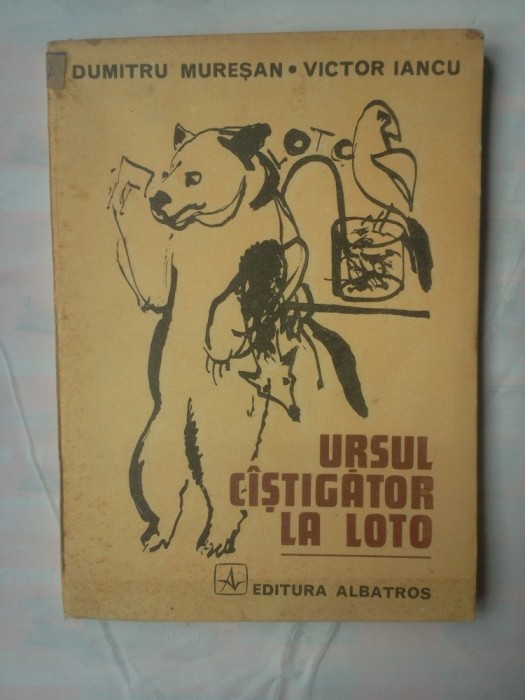 DUMITRU MUREȘAN • VICTOR IANCU
LOTO
URSUL
CÎȘTIGĂTOR
LA LOTO
EDITURA ALBATROS